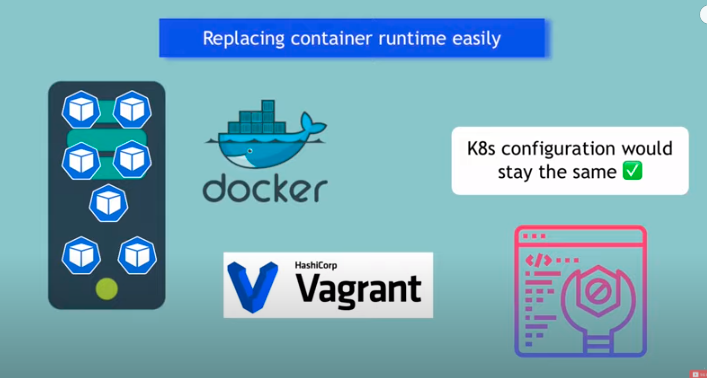 Replacing container runtime easily
docker
K8s configuration would
stay the same ✅
HashiCorp
Vagrant
</>